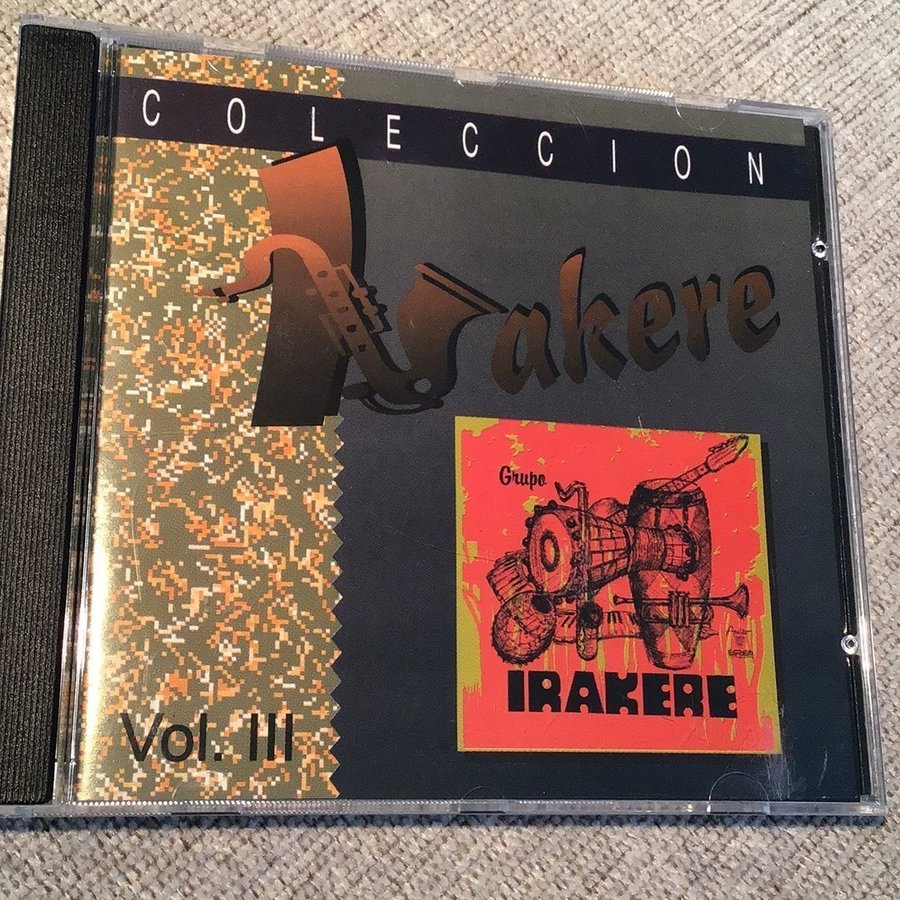 COLECCION
Irakere
Grupo
IRAKERE
Vol. III